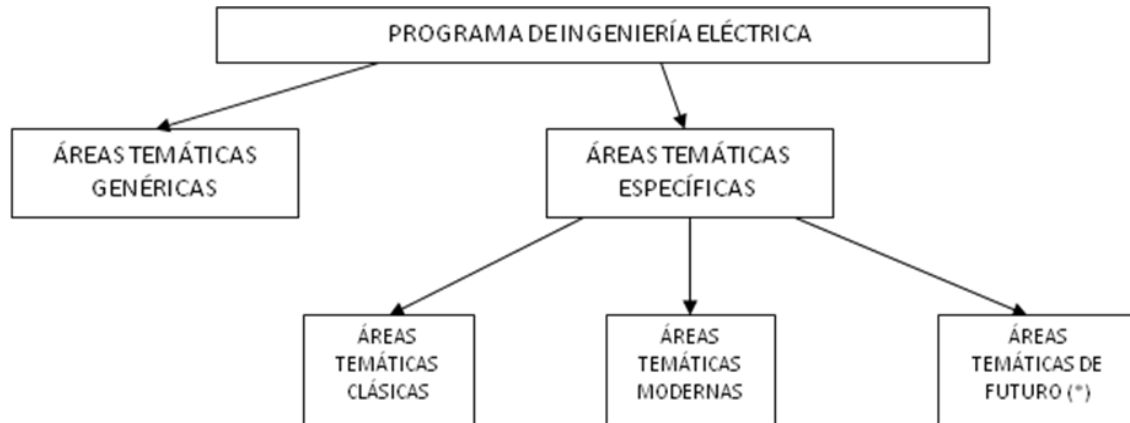 PROGRAMA DE INGENIERÍA ELÉCTRICA
ÁREAS TEMÁTICAS
GENÉRICAS
ÁREAS TEMÁTICAS
ESPECÍFICAS
ÁREAS
TEMÁTICAS
CLÁSICAS
ÁREAS
TEMÁTICAS
MODERNAS
ÁREAS
TEMÁTICAS DE
FUTURO (*)